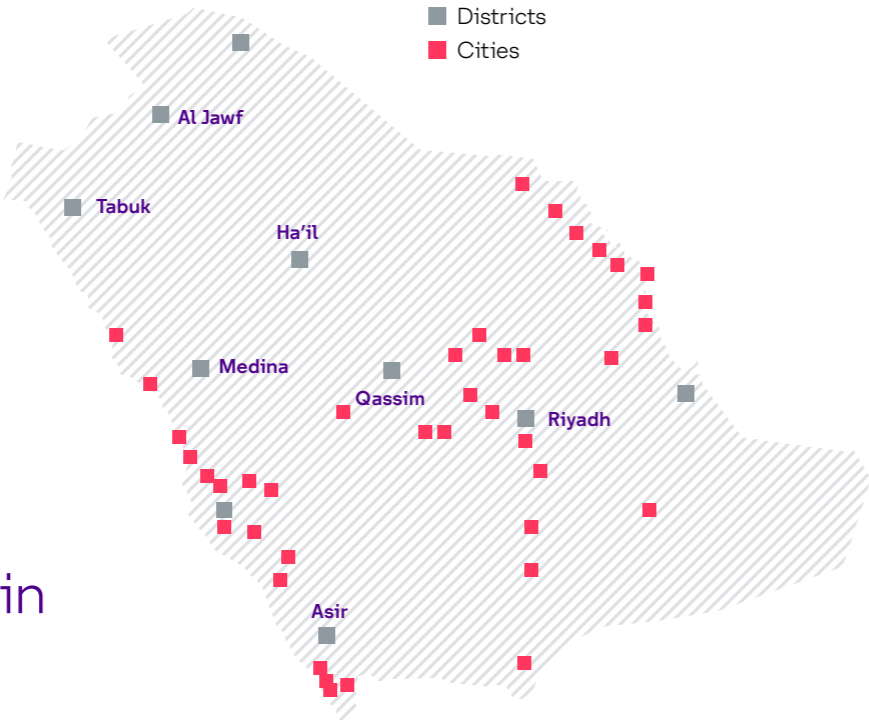 Districts
Cities
Al Jawf
Tabuk
Ha’il
Medina
Qassim
Riyadh
in
Asir